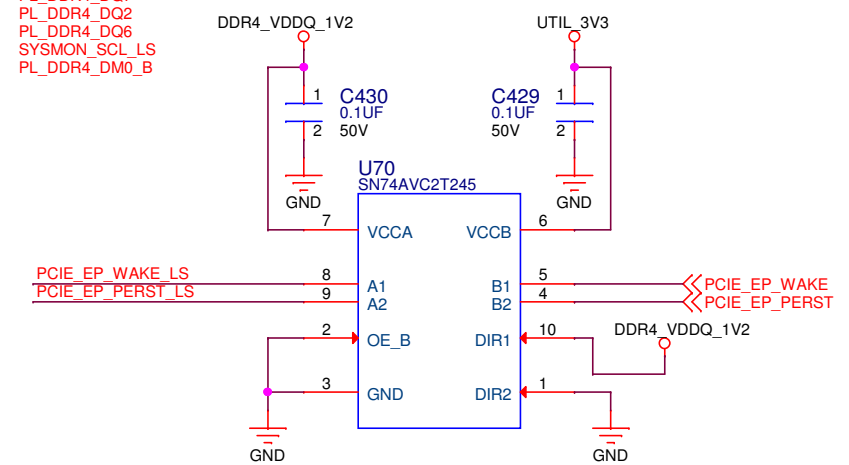 PL_DDR4_DQ2
PL_DDR4_DQ6
SYSMON_SCL_LS
PL_DDR4_DM0_B
DDR4_VDDQ_1V2
UTIL_3V3
1
C430
0.1UF
2
50V
GND
C429
1
0.1UF
50V
2
GND
U70
SN74AVC2T245
7
VCCA
VCCB
6
PCIE_EP_WAKE_LS
8
A1
B1
5
PCIE_EP_WAKE
PCIE_EP_PERST_LS
9
A2
B2
4
PCIE_EP_PERST
2
OE_B
DIR1
10
DDR4_VDDQ_1V2
3
GND
DIR2
1
GND
GND